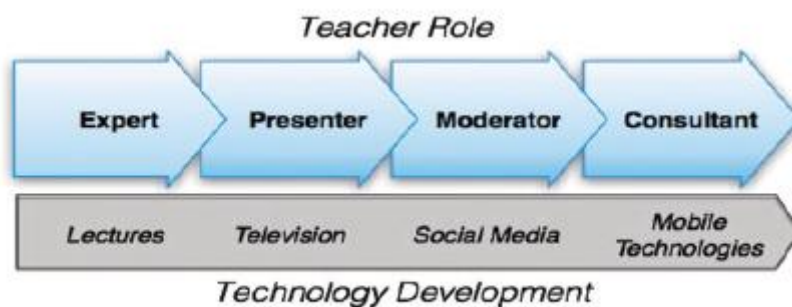 Teacher Role
Expert Presenter Moderator Consultant
Lectures Television Social Media Mobile Technologies
Technology Development